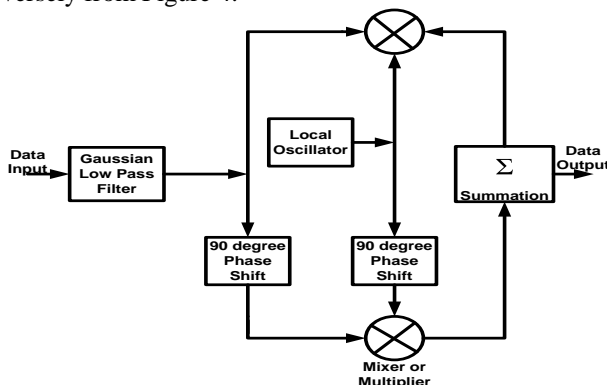 versely from Figure 4.
Data
Input
Gaussian
Low Pass
Filter
Local
Oscillator
Data
Output
Σ
Summation
90 degree
Phase
Shift
90 degree
Phase
Shift
Mixer or
Multiplier